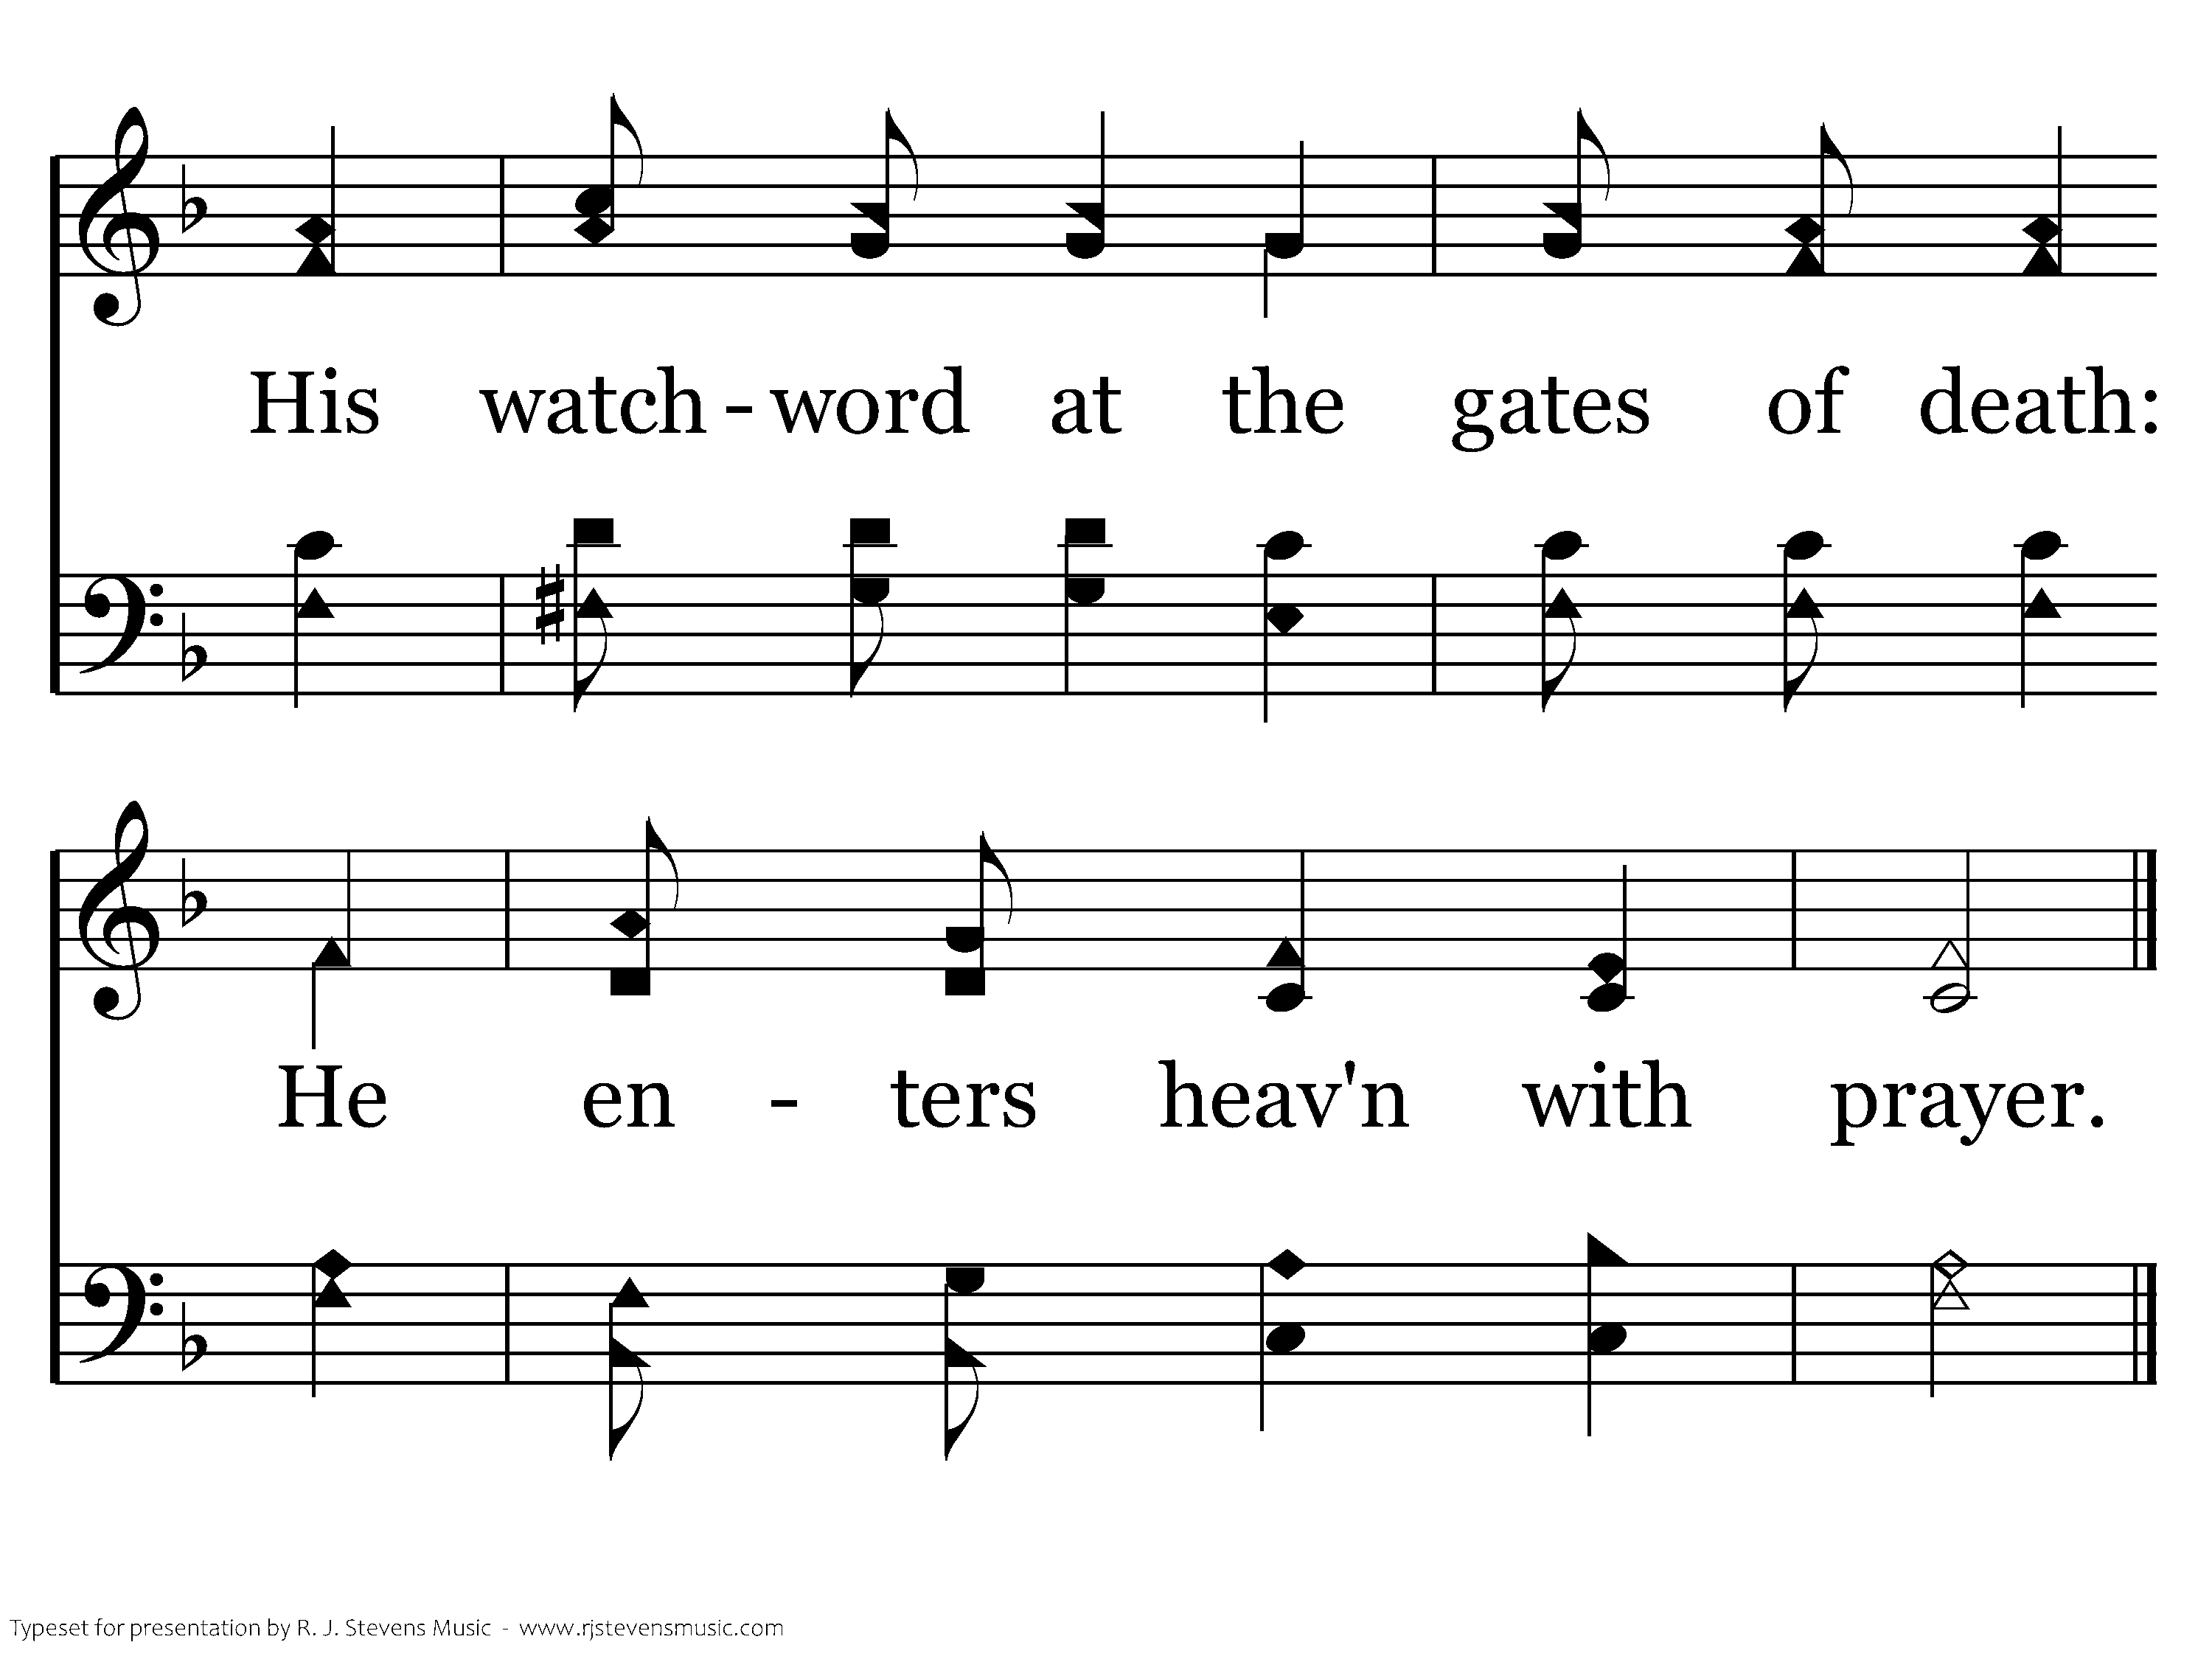 His watch - word at the gates of death:
He en - ters heav'n with prayer.
Typeset for presentation by R. J. Stevens Music - www.rjstevensmusic.com